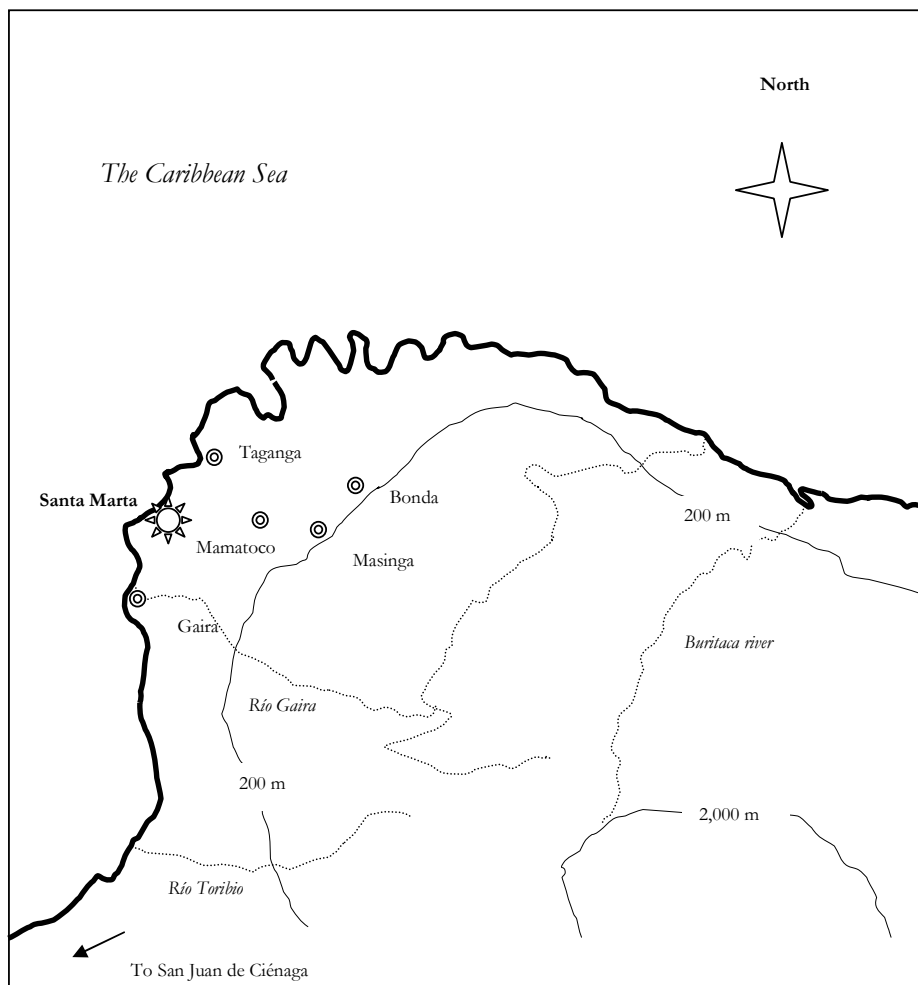 North
The Caribbean Sea
Taganga
Santa Marta
Bonda
200 m
Mamatoco
Masinga
Gaira
Buritaca river
Río Gaira
200 m
2,000 m
Río Toribio
To San Juan de Ciénaga